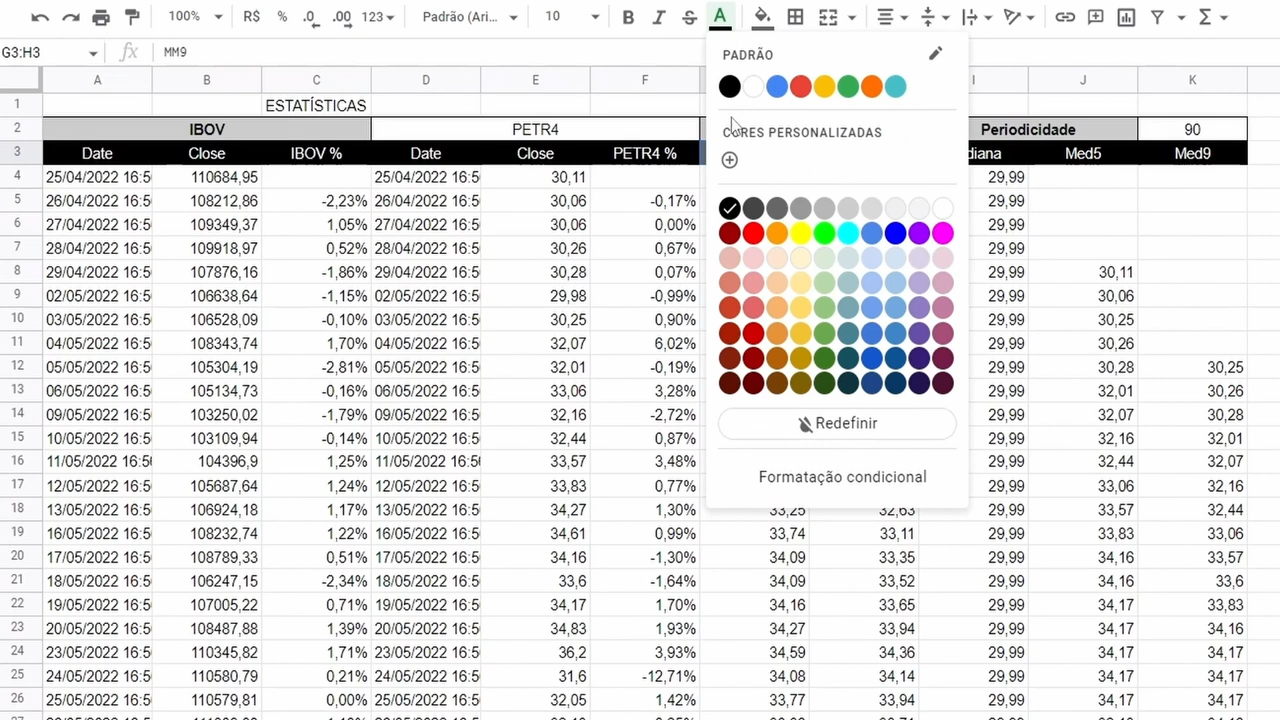 100% R$ % .0 .00 123 Padrão (Ari... 10 B I S A Σ
G3:H3 fx MM9
PADRÃO
CORES PERSONALIZADAS
Redefinir
Formatação condicional
A B C D E F I J K
1 ESTATÍSTICAS
2 IBOV PETR4 Periodicidade 90
3 Date Close IBOV % Date Close PETR4 % diana Med5 Med9
4 25/04/2022 16:5 110684,95 25/04/2022 16:5 30,11 29,99
5 26/04/2022 16:5 108212,86 -2,23% 26/04/2022 16:5 30,06 -0,17% 29,99
6 27/04/2022 16:5 109349,37 1,05% 27/04/2022 16:5 30,06 0,00% 29,99
7 28/04/2022 16:5 109918,97 0,52% 28/04/2022 16:5 30,26 0,67% 29,99
8 29/04/2022 16:5 107876,16 -1,86% 29/04/2022 16:5 30,28 0,07% 29,99 30,11
9 02/05/2022 16:5 106638,64 -1,15% 02/05/2022 16:5 29,98 -0,99% 29,99 30,06
10 03/05/2022 16:5 106528,09 -0,10% 03/05/2022 16:5 30,25 0,90% 29,99 30,25
11 04/05/2022 16:5 108343,74 1,70% 04/05/2022 16:5 32,07 6,02% 29,99 30,26
12 05/05/2022 16:5 105304,19 -2,81% 05/05/2022 16:5 32,01 -0,19% 29,99 30,28 30,25
13 06/05/2022 16:5 105134,73 -0,16% 06/05/2022 16:5 33,06 3,28% 29,99 32,01 30,26
14 09/05/2022 16:5 103250,02 -1,79% 09/05/2022 16:5 32,16 -2,72% 29,99 32,07 30,28
15 10/05/2022 16:5 103109,94 -0,14% 10/05/2022 16:5 32,44 0,87% 29,99 32,16 32,01
16 11/05/2022 16:5 104396,9 1,25% 11/05/2022 16:5 33,57 3,48% 29,99 32,44 32,07
17 12/05/2022 16:5 105687,64 1,24% 12/05/2022 16:5 33,83 0,77% 29,99 33,06 32,16
18 13/05/2022 16:5 106924,18 1,17% 13/05/2022 16:5 34,27 1,30% 33,25 32,63 29,99 33,57 32,44
19 16/05/2022 16:5 108232,74 1,22% 16/05/2022 16:5 34,61 0,99% 33,74 33,11 29,99 33,83 33,06
20 17/05/2022 16:5 108789,33 0,51% 17/05/2022 16:5 34,16 -1,30% 34,09 33,35 29,99 34,16 33,57
21 18/05/2022 16:5 106247,15 -2,34% 18/05/2022 16:5 33,6 -1,64% 34,09 33,52 29,99 34,16 33,6
22 19/05/2022 16:5 107005,22 0,71% 19/05/2022 16:5 34,17 1,70% 34,16 33,65 29,99 34,17 33,83
23 20/05/2022 16:5 108487,88 1,39% 20/05/2022 16:5 34,83 1,93% 34,27 33,94 29,99 34,17 34,16
24 23/05/2022 16:5 110345,82 1,71% 23/05/2022 16:5 36,2 3,93% 34,59 34,36 29,99 34,17 34,17
25 24/05/2022 16:5 110580,79 0,21% 24/05/2022 16:5 31,6 -12,71% 34,08 34,14 29,99 34,17 34,17
26 25/05/2022 16:5 110579,81 0,00% 25/05/2022 16:5 32,05 1,42% 33,77 33,94 29,99 34,17 34,17